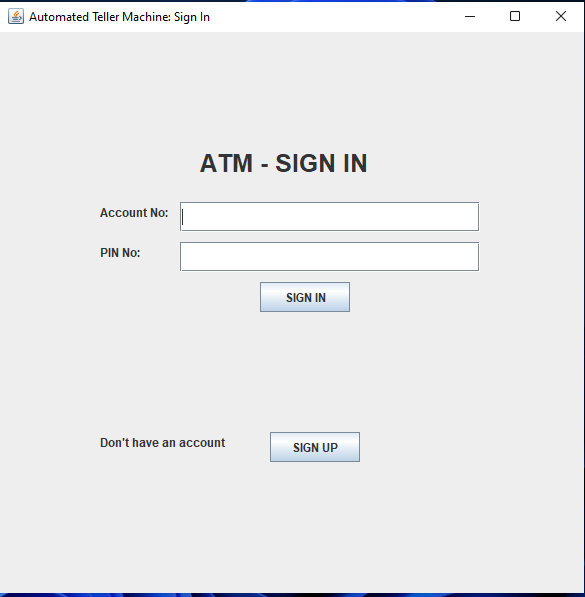 Automated Teller Machine: Sign In
ATM - SIGN IN
Account No:
PIN No:
SIGN IN
Don't have an account
SIGN UP